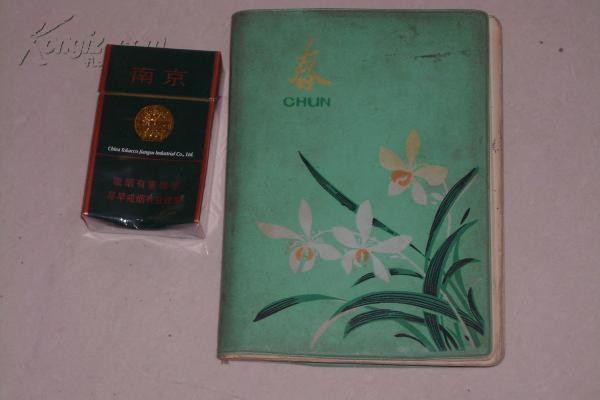 Kongfz.com
南京
China Tobacco Jiangsu Industrial Co., Ltd.
吸烟有害健康
尽早戒烟有益健康
春
CHUN